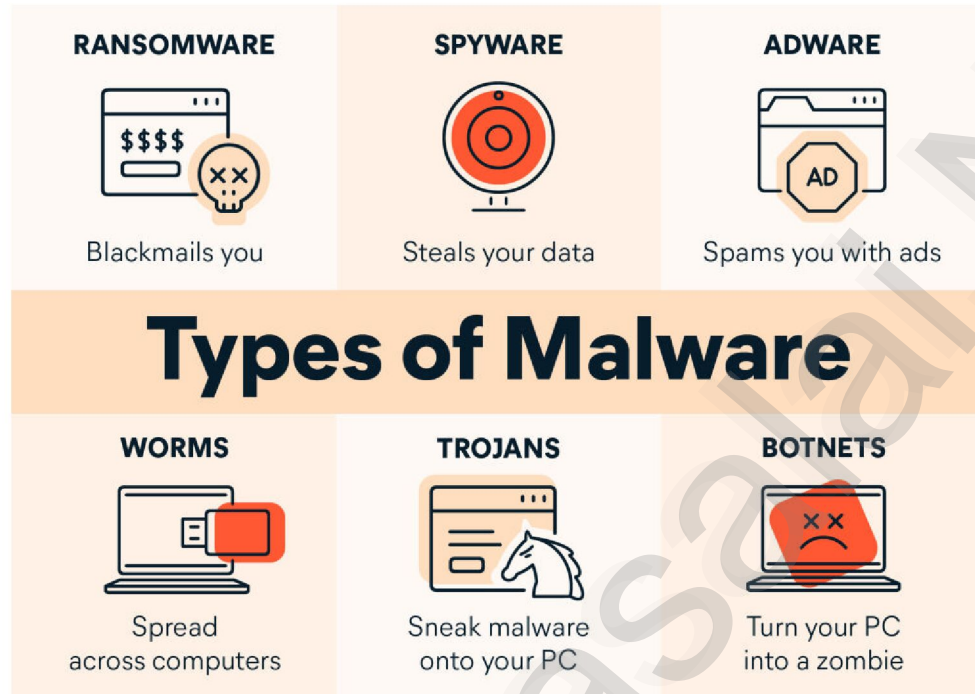 RANSOMWARE
SPYWARE
ADWARE
$$$$
AD
Blackmails you
Steals your data
Spams you with ads
Types of Malware
WORMS
TROJANS
BOTNETS
Spread
across computers
Sneak malware
onto your PC
Turn your PC
into a zombie